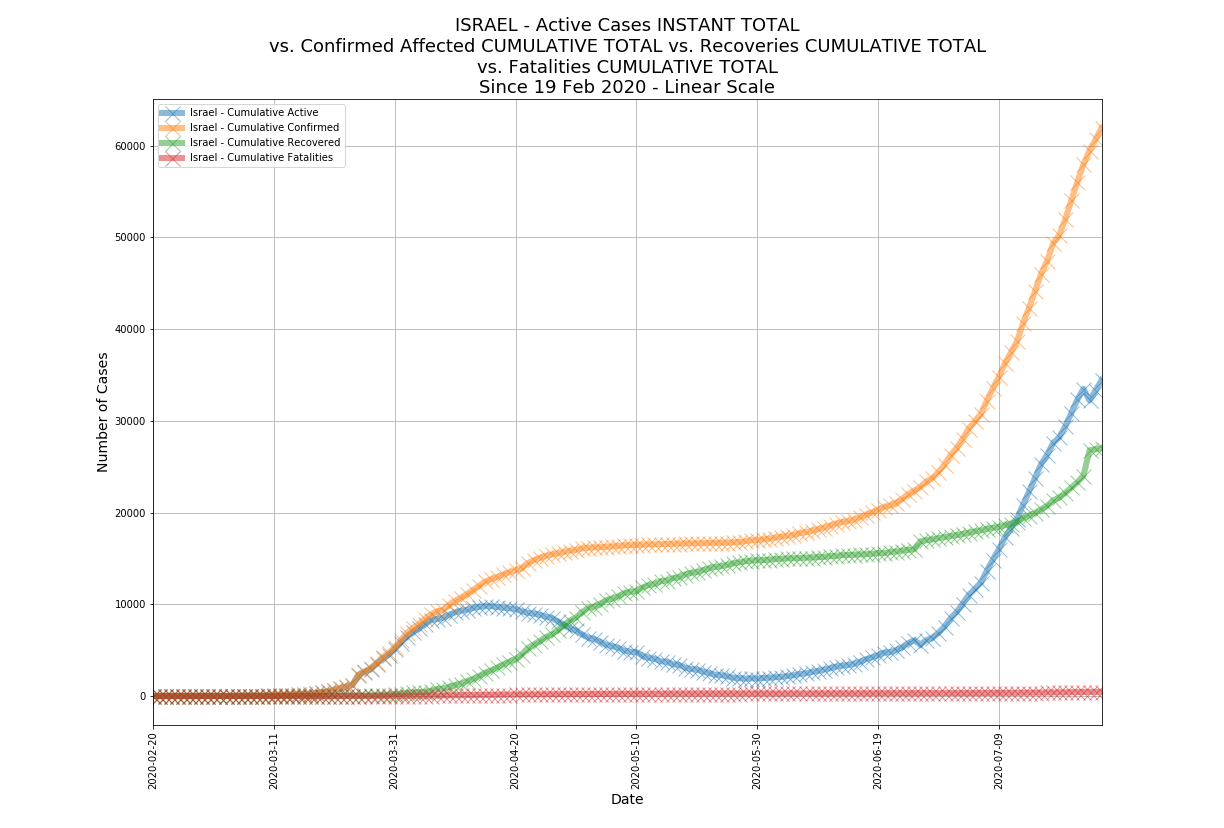 ISRAEL - Active Cases INSTANT TOTAL
vs. Confirmed Affected CUMULATIVE TOTAL vs. Recoveries CUMULATIVE TOTAL
vs. Fatalities CUMULATIVE TOTAL
Since 19 Feb 2020 - Linear Scale
Israel - Cumulative Active
Israel - Cumulative Confirmed
Israel - Cumulative Recovered
Israel - Cumulative Fatalities
60000
50000
40000
30000
20000
10000
0
Number of Cases
2020-02-20
2020-03-11
2020-03-31
2020-04-20
2020-05-10
2020-05-30
2020-06-19
2020-07-09
Date